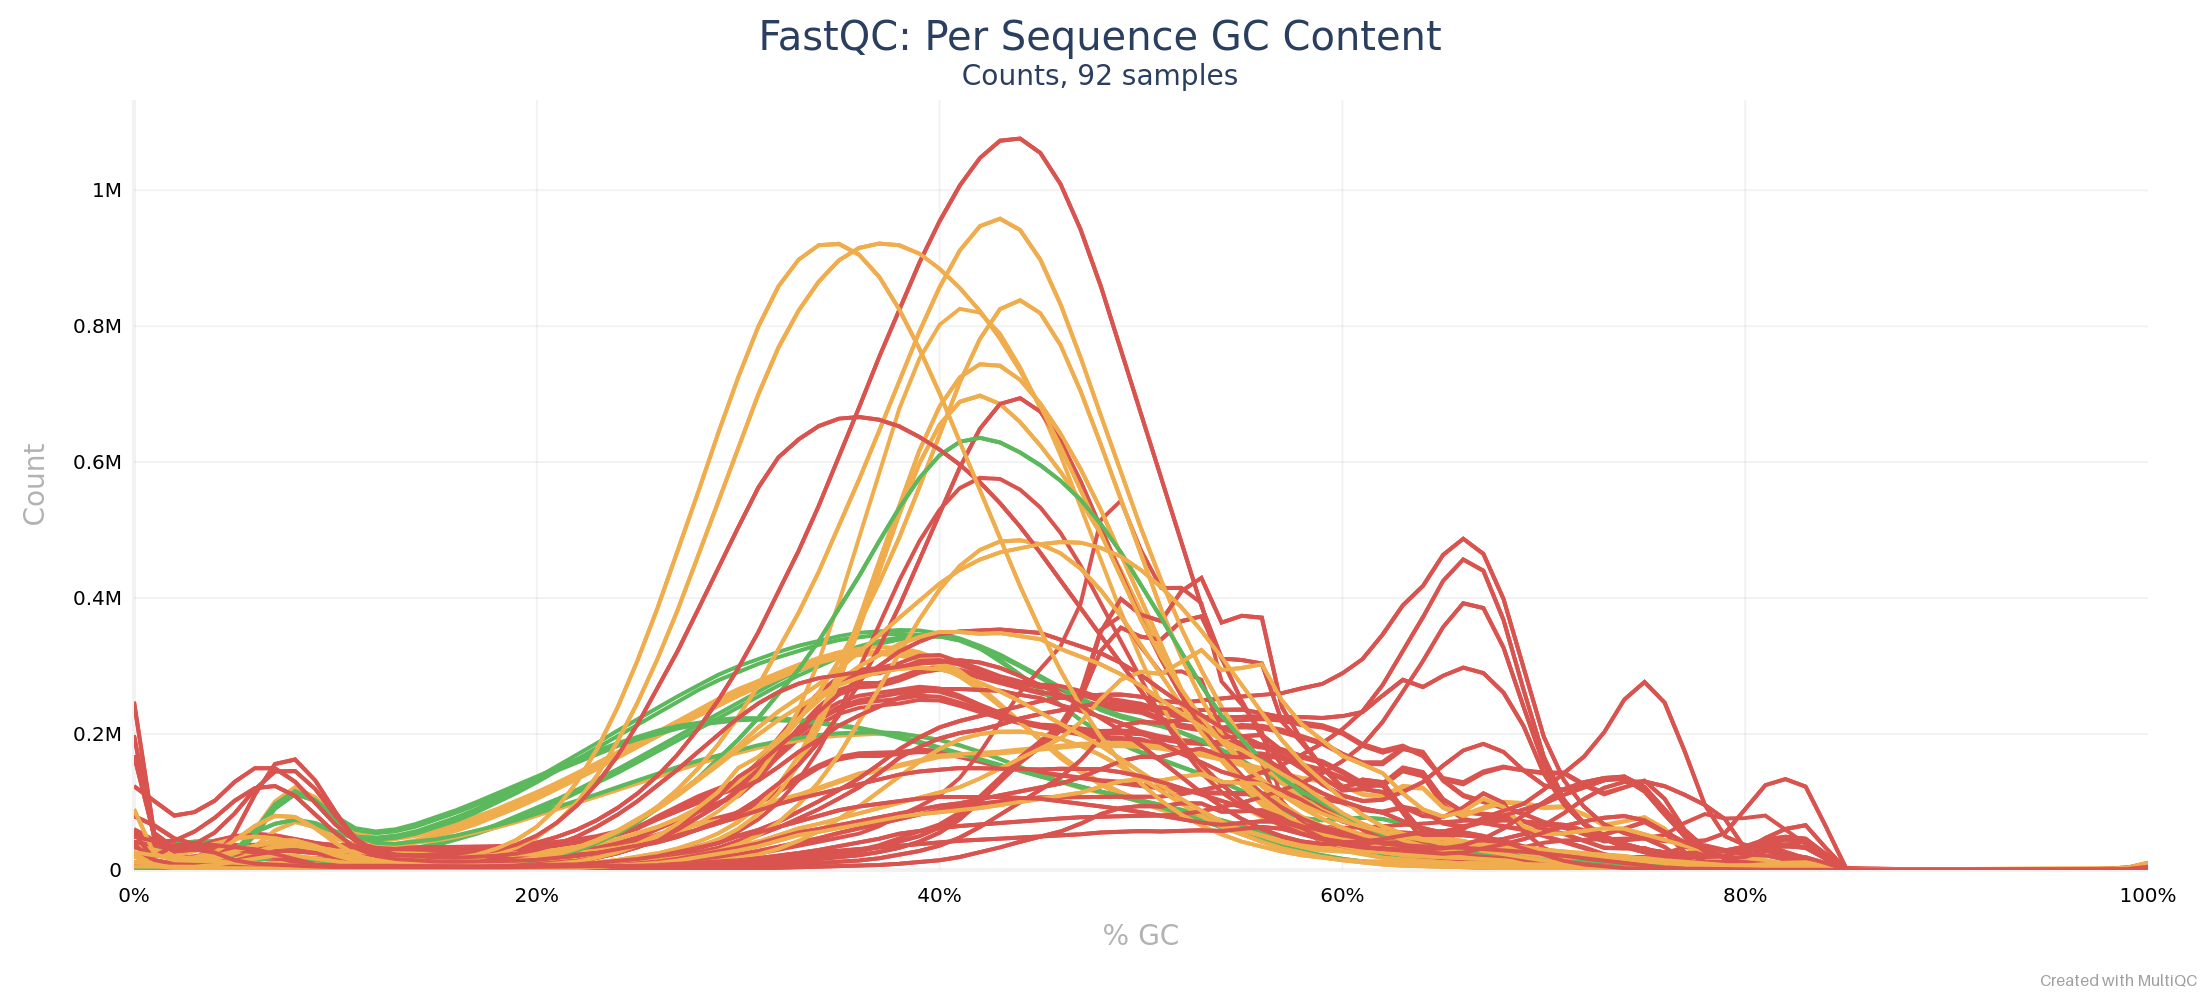 FastQC: Per Sequence GC Content
Counts, 92 samples
1M
0.8M
0.6M
0.4M
0.2M
0
Count
0%
20%
40%
60%
80%
100%
% GC
Created with MultiQC